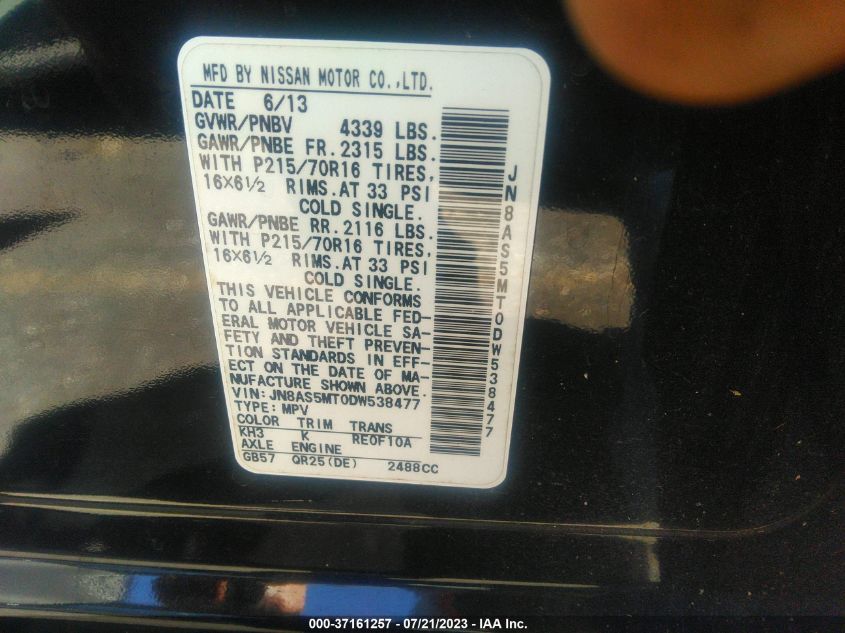 MFD BY NISSAN MOTOR CO.,LTD.
DATE 6/13
GVWR/PNBV 4339 LBS.
GAWR/PNBE FR. 2315 LBS.
WITH P215/70R16 TIRES,
16×6½ RIMS. AT 33 PSI
COLD SINGLE.
GAWR/PNBE RR. 2116 LBS.
WITH P215/70R16 TIRES,
16×6½ RIMS. AT 33 PSI
COLD SINGLE.
THIS VEHICLE CONFORMS
TO ALL APPLICABLE FED-
ERAL MOTOR VEHICLE SA-
FETY AND THEFT PREVEN-
TION STANDARDS IN EFF-
ECT ON THE DATE OF MA-
NUFACTURE SHOWN ABOVE.
VIN: JN8AS5MT0DW538477
TYPE: MPV
COLOR TRIM TRANS
KH3 K RE0F10A
AXLE ENGINE
GB57 QR25(DE) 2488CC
JN8AS5MT0DW538477
000-37161257 - 07/21/2023 - IAA Inc.